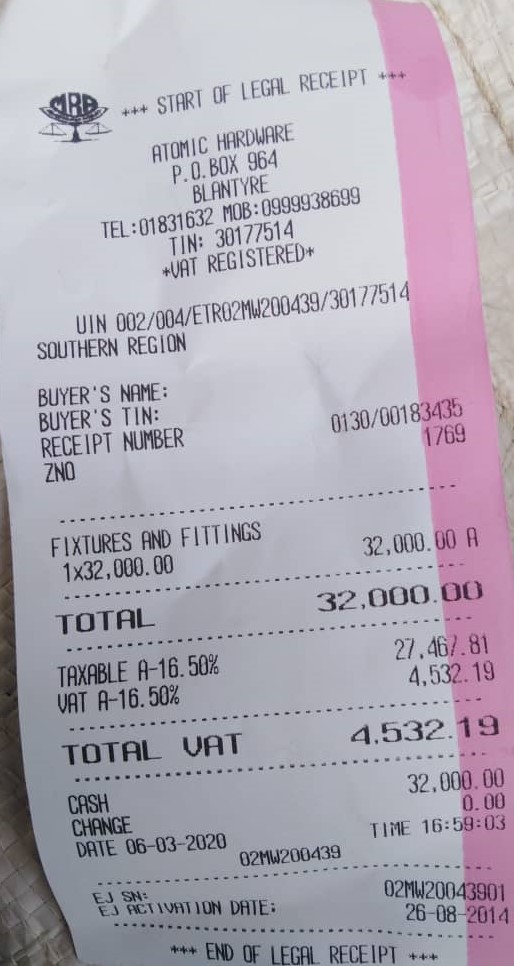 MRA
+++ START OF LEGAL RECEIPT +++
ATOMIC HARDWARE
P.O.BOX 964
BLANTYRE
TEL:01831632 MOB:0999938699
TIN: 30177514
*VAT REGISTERED*
UIN 002/004/ETR02MW200439/30177514
SOUTHERN REGION
BUYER'S NAME:
BUYER'S TIN:
RECEIPT NUMBER 0130/00183435
ZNO 1769
FIXTURES AND FITTINGS
1x32,000.00 32,000.00 A
TOTAL 32,000.00
TAXABLE A-16.50% 27,467.81
VAT A-16.50% 4,532.19
TOTAL VAT 4,532.19
CASH 32,000.00
CHANGE 0.00
DATE 06-03-2020 TIME 16:59:03
02MW200439
EJ SN: 02MW20043901
EJ ACTIVATION DATE: 26-08-2014
+++ END OF LEGAL RECEIPT +++